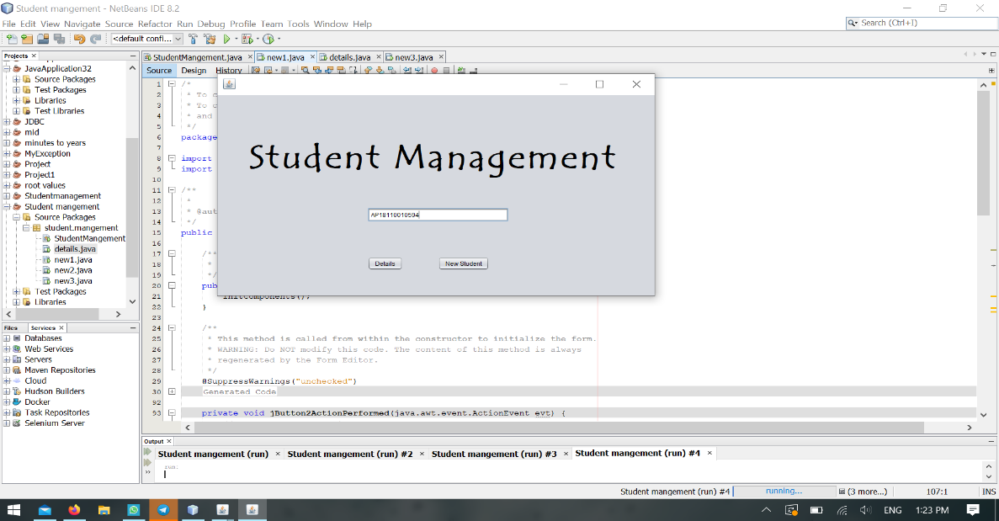 Student mangement - NetBeans IDE 8.2
File Edit View Navigate Source Refactor Run Debug Profile Team Tools Window Help
Search (Ctrl+I)
<default confi...
Projects
StudentMangement.java
new1.java
details.java
new3.java
Source Design History
JavaApplication32
Source Packages
Test Packages
Libraries
Test Libraries
JDBC
mid
minutes to years
MyException
Project
Project1
root values
Studentmanagement
Student mangement
Source Packages
student.mangement
StudentMangement
details.java
new1.java
new2.java
new3.java
Test Packages
Libraries
1 /*
2 * To c
3 * To c
4 * and
5 */
6 package
7
8 import
9 import
10
11 /**
12 *
13 * @aut
14 */
15 public
16
17 /**
18 *
19 */
20 pub
21 initComponents();
22 }
23
24 /**
25 * This method is called from within the constructor to initialize the form.
26 * WARNING: Do NOT modify this code. The content of this method is always
27 * regenerated by the Form Editor.
28 */
29 @SuppressWarnings("unchecked")
30 Generated Code
92
93 private void jButton2ActionPerformed(java.awt.event.ActionEvent evt) {
Student Management
AP18110010594
Details
New Student
Files Services
Databases
Web Services
Servers
Maven Repositories
Cloud
Hudson Builders
Docker
Task Repositories
Selenium Server
Output
Student mangement (run)
Student mangement (run) #2
Student mangement (run) #3
Student mangement (run) #4
run:
Student mangement (run) #4 running... (3 more...) 107:1 INS
ENG 1:23 PM